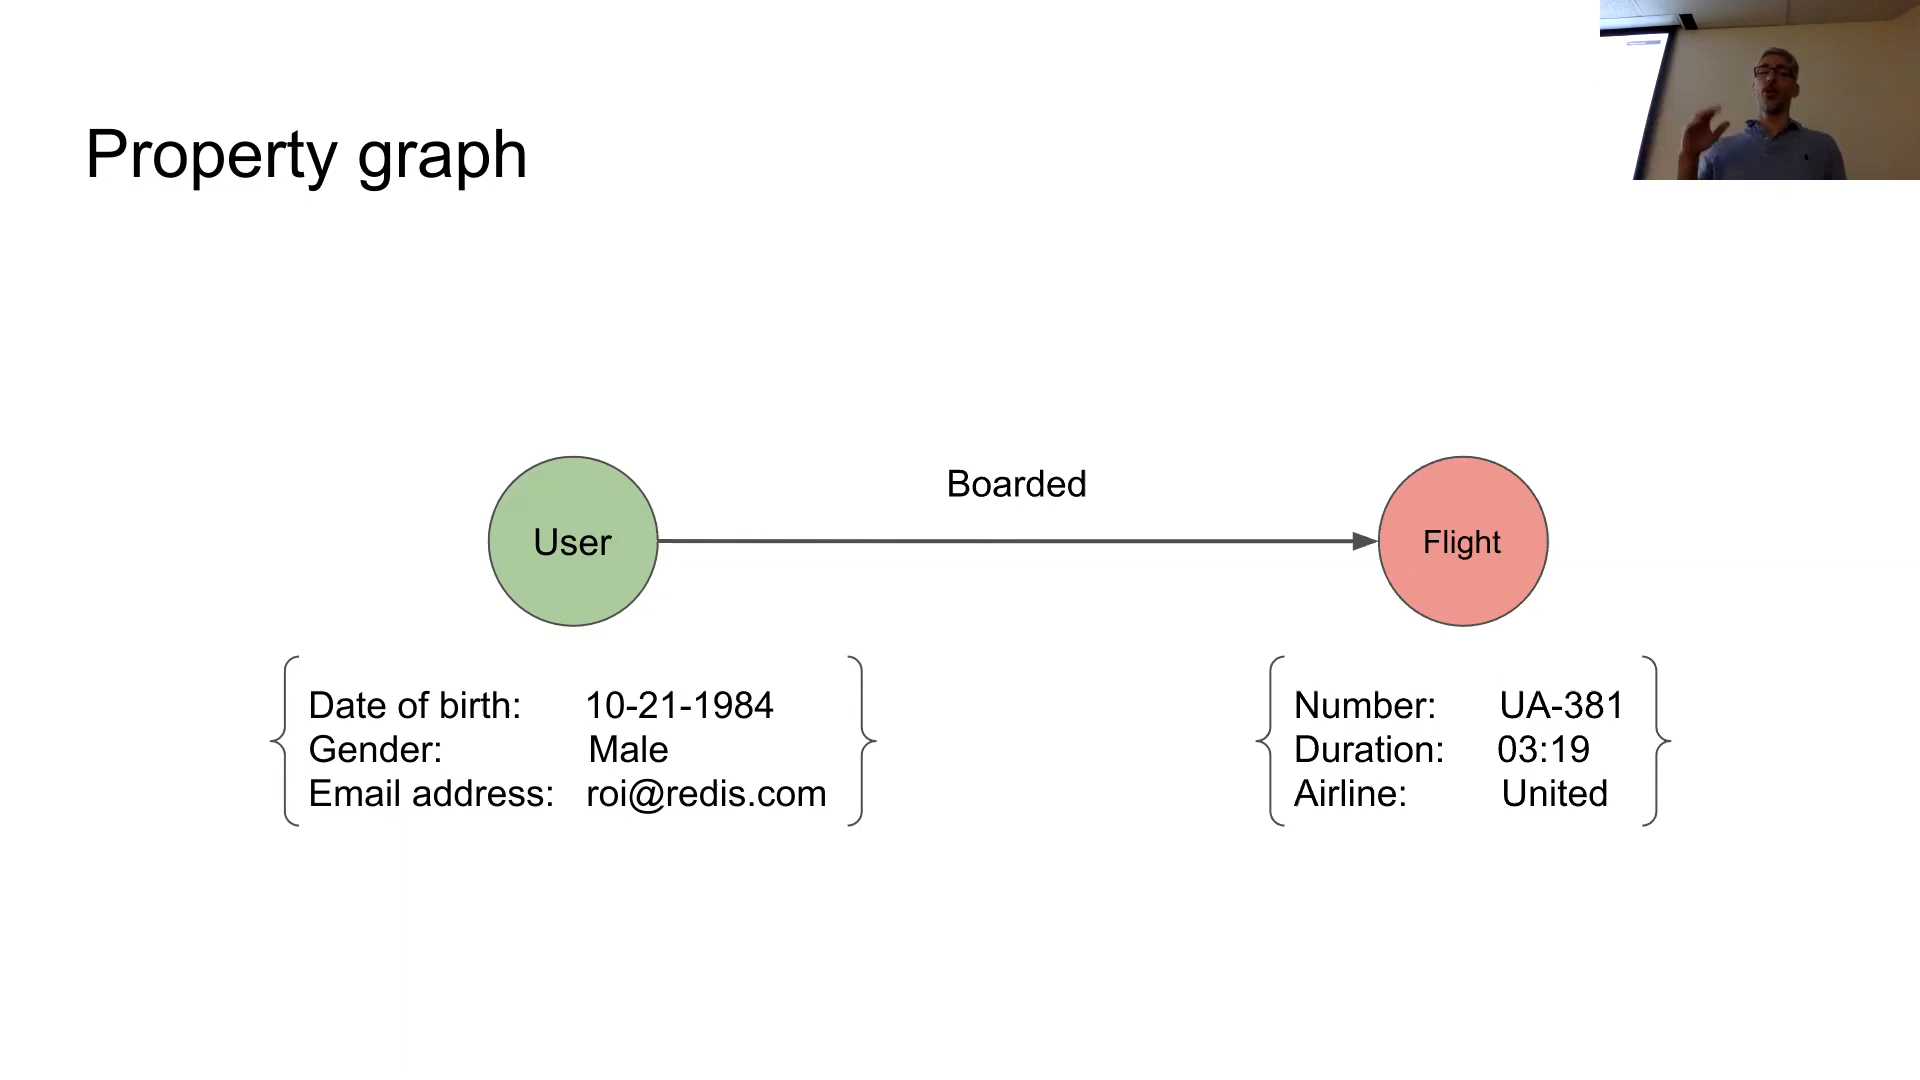 Property graph
Boarded
User
Flight
Date of birth: 10-21-1984
Gender: Male
Email address: roi@redis.com
Number: UA-381
Duration: 03:19
Airline: United